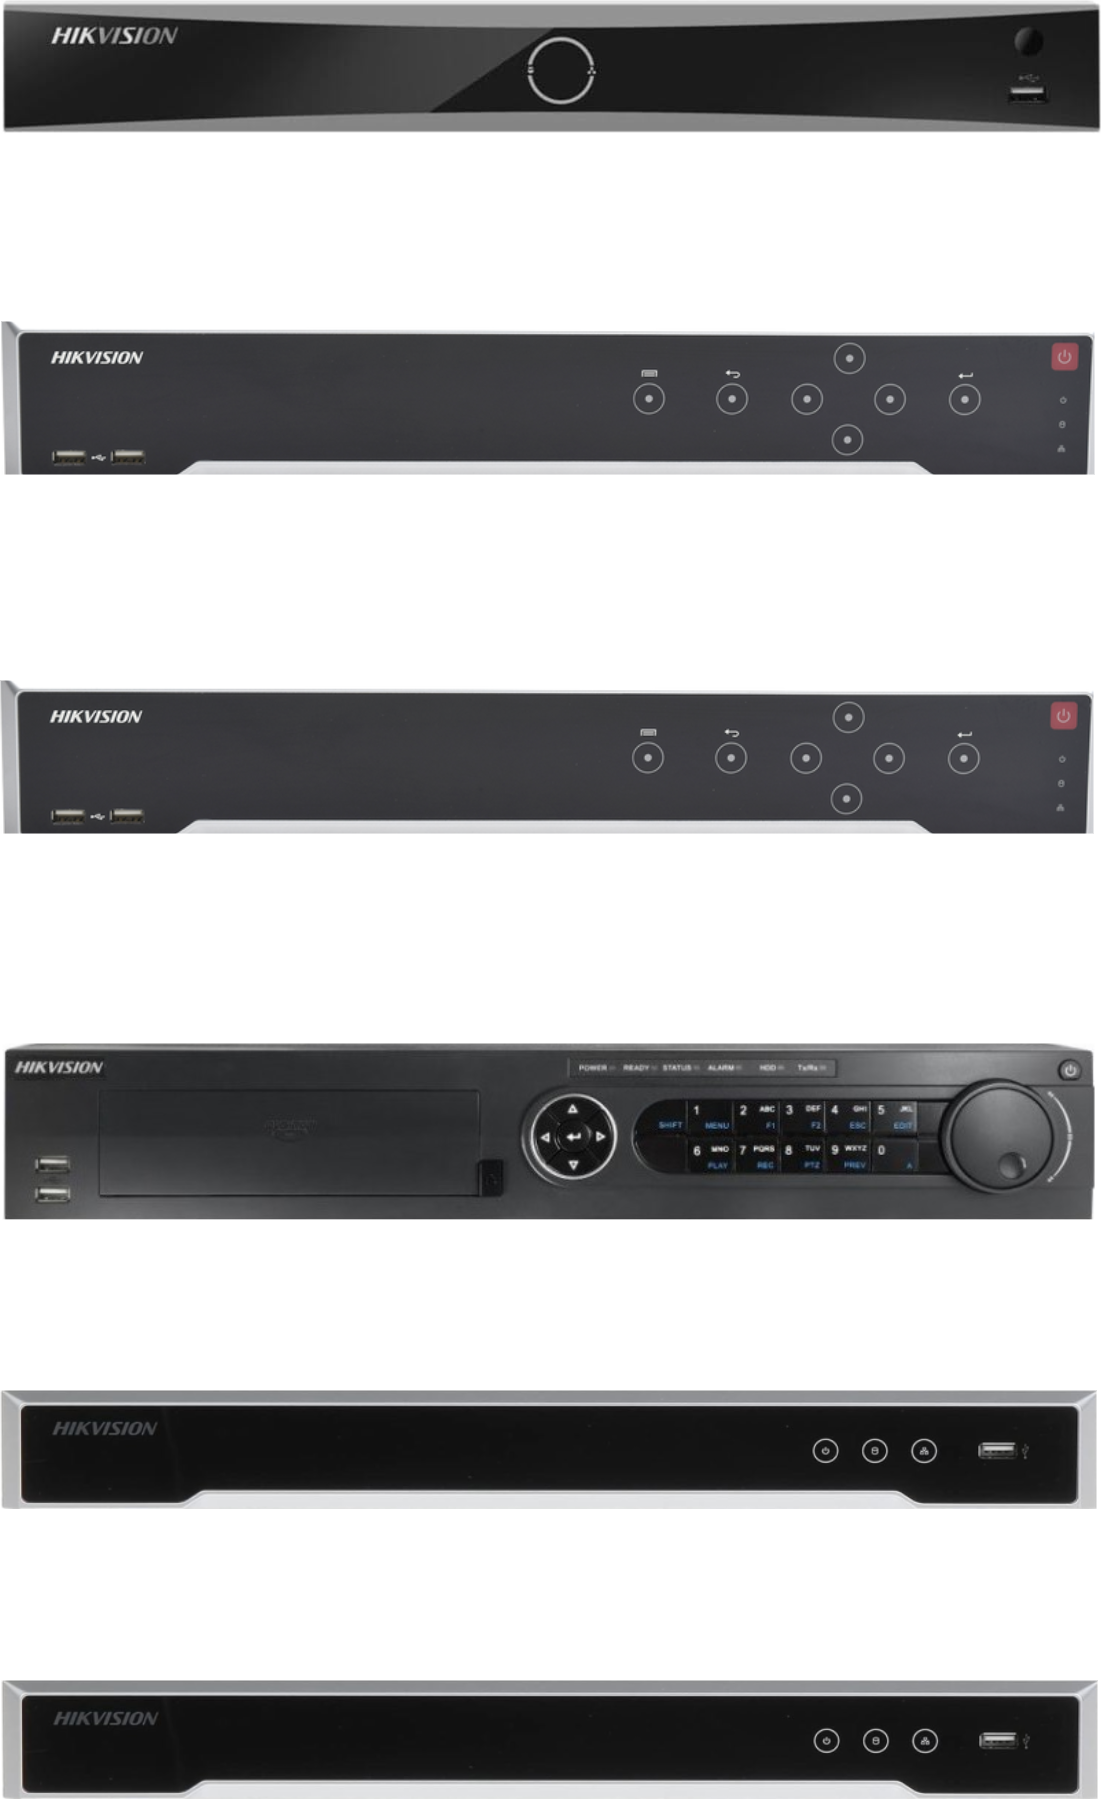 HIKVISION
HIKVISION
HIKVISION
HIKVISION
POWER READY STATUS ALARM HDD Tx/Rx
1 2 ABC 3 DEF 4 GHI 5 JKL
SHIFT MENU F1 F2 ESC EDIT
6 MNO 7 PQRS 8 TUV 9 WXYZ 0
PLAY REC PTZ PREV A
HIKVISION
HIKVISION